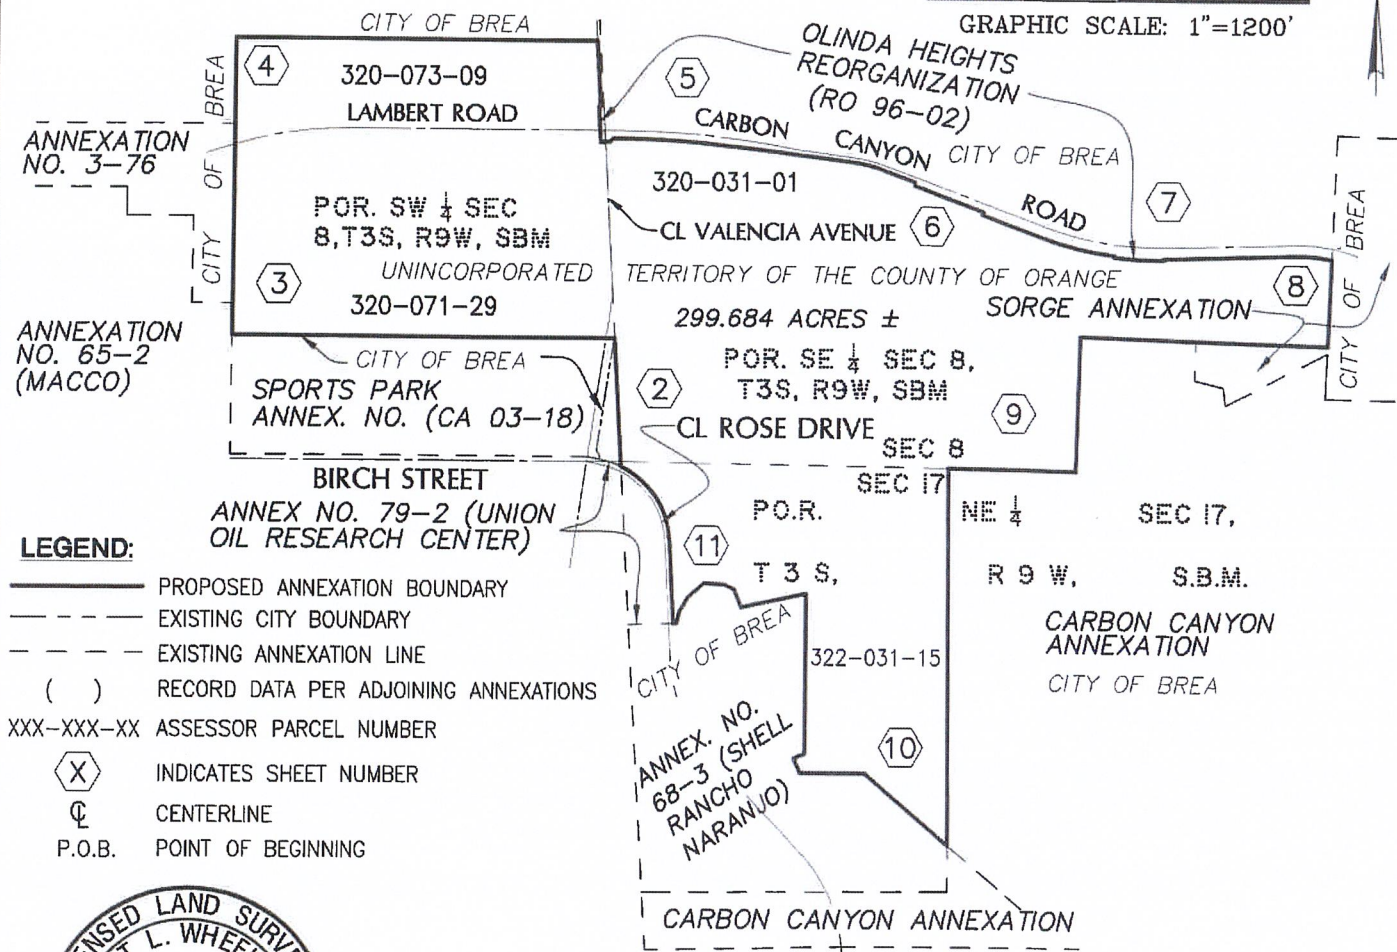 CITY OF BREA
GRAPHIC SCALE: 1"=1200'
OLINDA HEIGHTS
REORGANIZATION
(RO 96-02)
4
320-073-09
5
LAMBERT ROAD
CITY OF BREA
CARBON CANYON ROAD
CITY OF BREA
ANNEXATION
NO. 3-76
320-031-01
7
POR. SW 1/4 SEC
8,T3S, R9W, SBM
CL VALENCIA AVENUE
6
CITY OF BREA
UNINCORPORATED TERRITORY OF THE COUNTY OF ORANGE
3
320-071-29
8
SORGE ANNEXATION
299.684 ACRES ±
ANNEXATION
NO. 65-2
(MACCO)
CITY OF BREA
POR. SE 1/4 SEC 8,
T3S, R9W, SBM
SPORTS PARK
ANNEX. NO. (CA 03-18)
2
9
CL ROSE DRIVE
SEC 8
SEC 17
BIRCH STREET
ANNEX NO. 79-2 (UNION
OIL RESEARCH CENTER)
P.O.R.
NE 1/4 SEC 17,
11
T 3 S,
R 9 W, S.B.M.
CARBON CANYON
ANNEXATION
CITY OF BREA
CITY OF BREA
322-031-15
10
ANNEX. NO.
68-3 (SHELL
RANCHO
NARANJO)
CARBON CANYON ANNEXATION
LEGEND:
PROPOSED ANNEXATION BOUNDARY
EXISTING CITY BOUNDARY
EXISTING ANNEXATION LINE
( ) RECORD DATA PER ADJOINING ANNEXATIONS
XXX-XXX-XX ASSESSOR PARCEL NUMBER
X INDICATES SHEET NUMBER
℄ CENTERLINE
P.O.B. POINT OF BEGINNING
LAND
L.